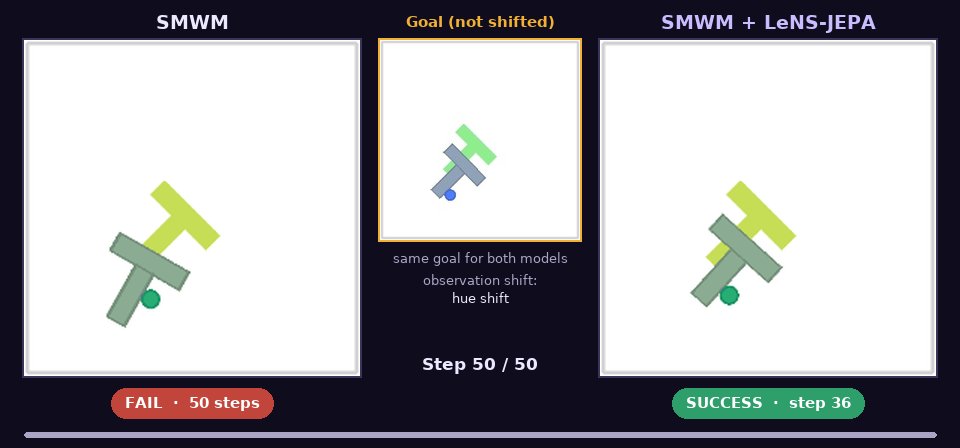 SMWM
Goal (not shifted)
SMWM + LeNS-JEPA
same goal for both models
observation shift:
hue shift
Step 50 / 50
FAIL · 50 steps
SUCCESS · step 36